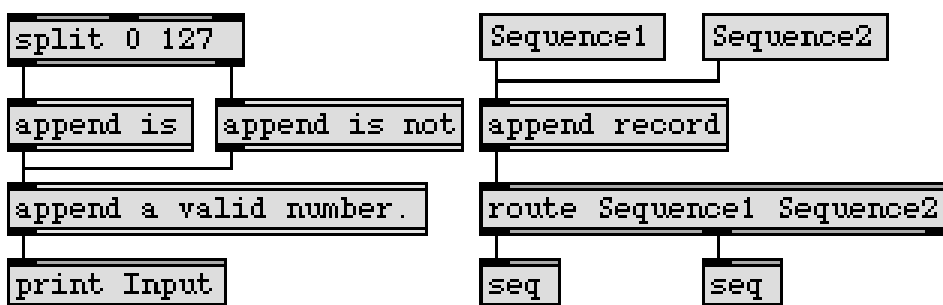 split 0 127
append is
append is not
append a valid number.
print Input
Sequence1
Sequence2
append record
route Sequence1 Sequence2
seq
seq